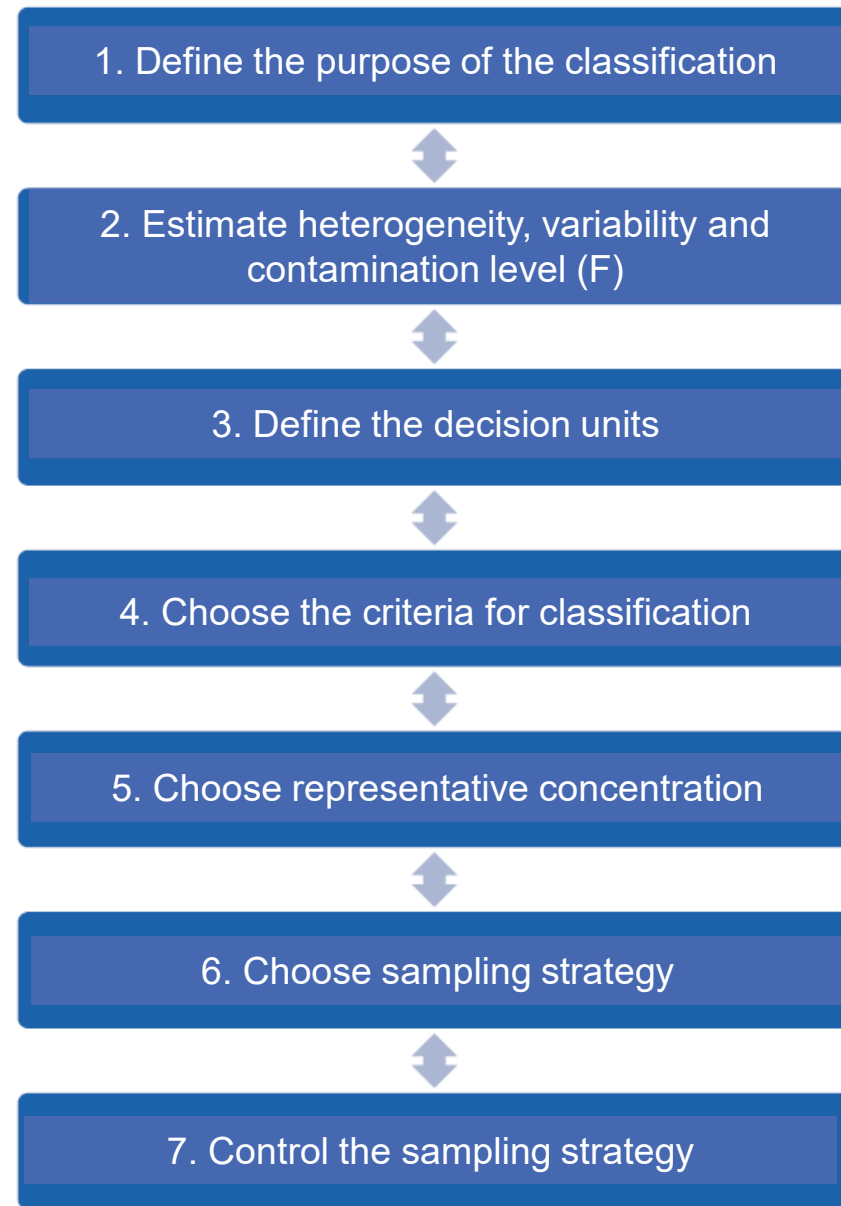 1. Define the purpose of the classification
2. Estimate heterogeneity, variability and
contamination level (F)
3. Define the decision units
4. Choose the criteria for classification
5. Choose representative concentration
6. Choose sampling strategy
7. Control the sampling strategy